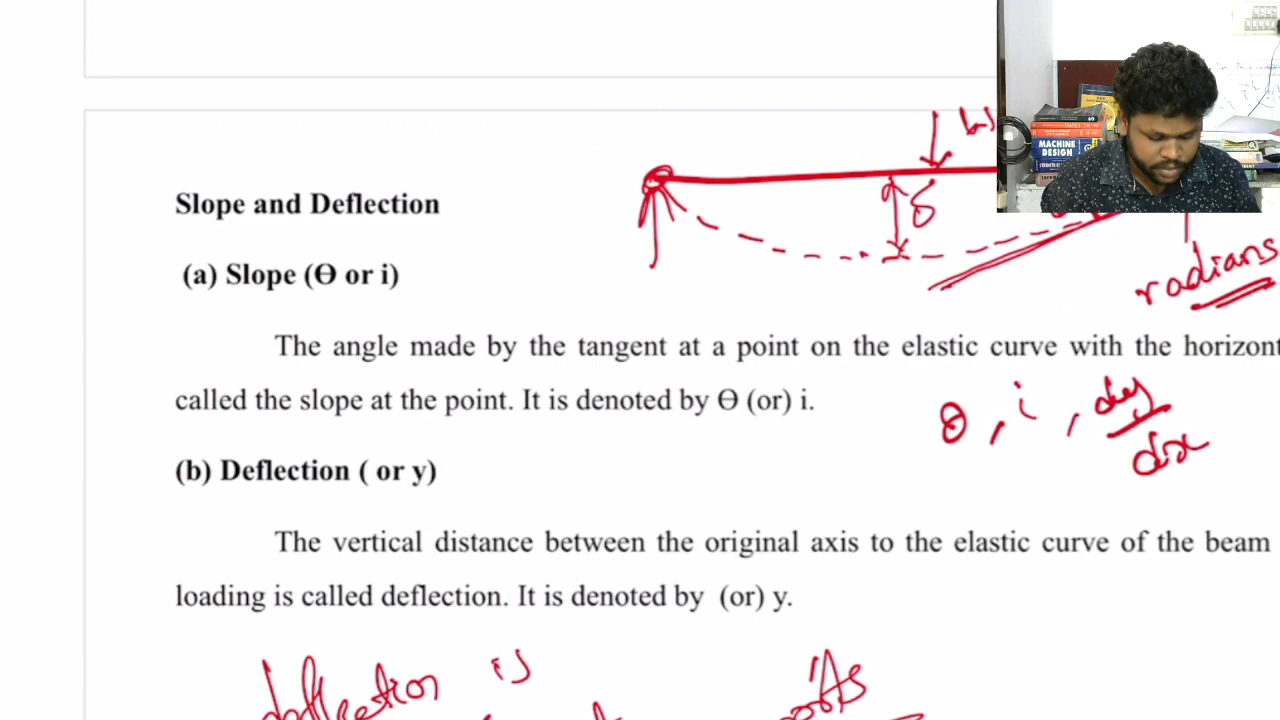 W
Slope and Deflection
δ
MACHINE
DESIGN
(a) Slope (Ɵ or i)
radians
The angle made by the tangent at a point on the elastic curve with the horizont
called the slope at the point. It is denoted by Ɵ (or) i.
θ , i , dy/dx
(b) Deflection ( or y)
The vertical distance between the original axis to the elastic curve of the beam
loading is called deflection. It is denoted by (or) y.
deflection is